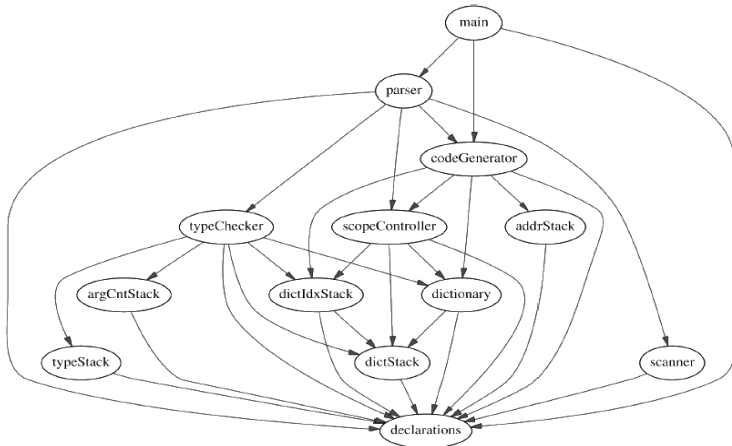 main
parser
codeGenerator
typeChecker
scopeController
addrStack
argCntStack
dictIdxStack
dictionary
typeStack
dictStack
scanner
declarations